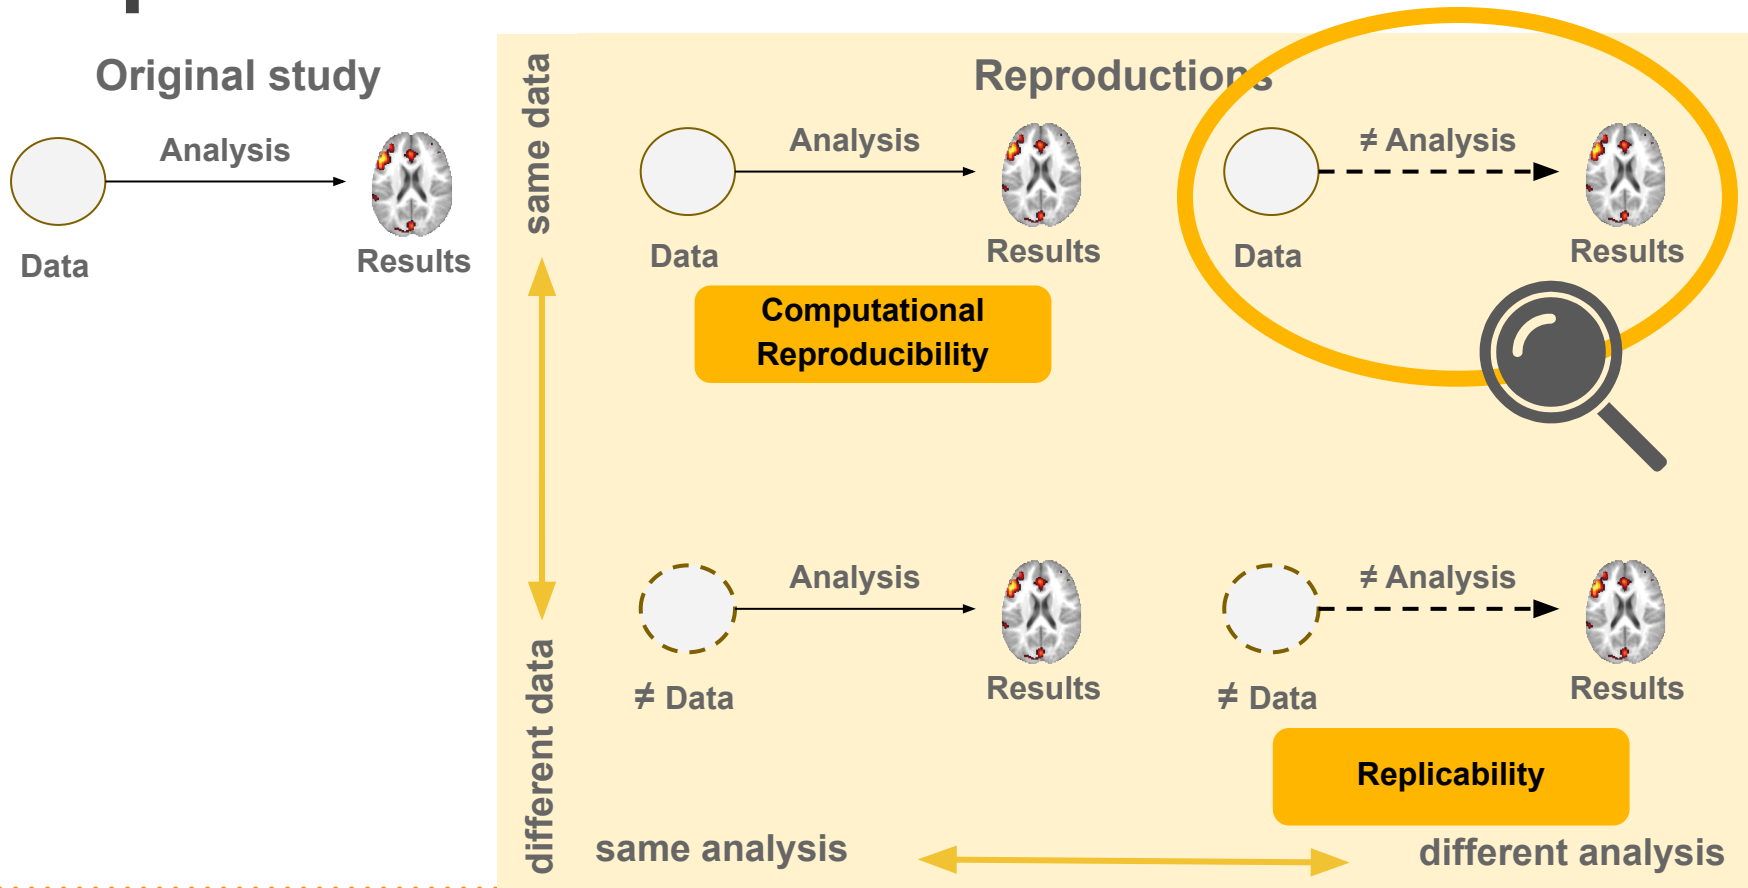 Original study
Analysis
Data
Results
same data
different data
Reproductions
Analysis
Data
Results
Computational
Reproducibility
≠ Analysis
Data
Results
Analysis
≠ Data
Results
≠ Analysis
≠ Data
Results
Replicability
same analysis
different analysis